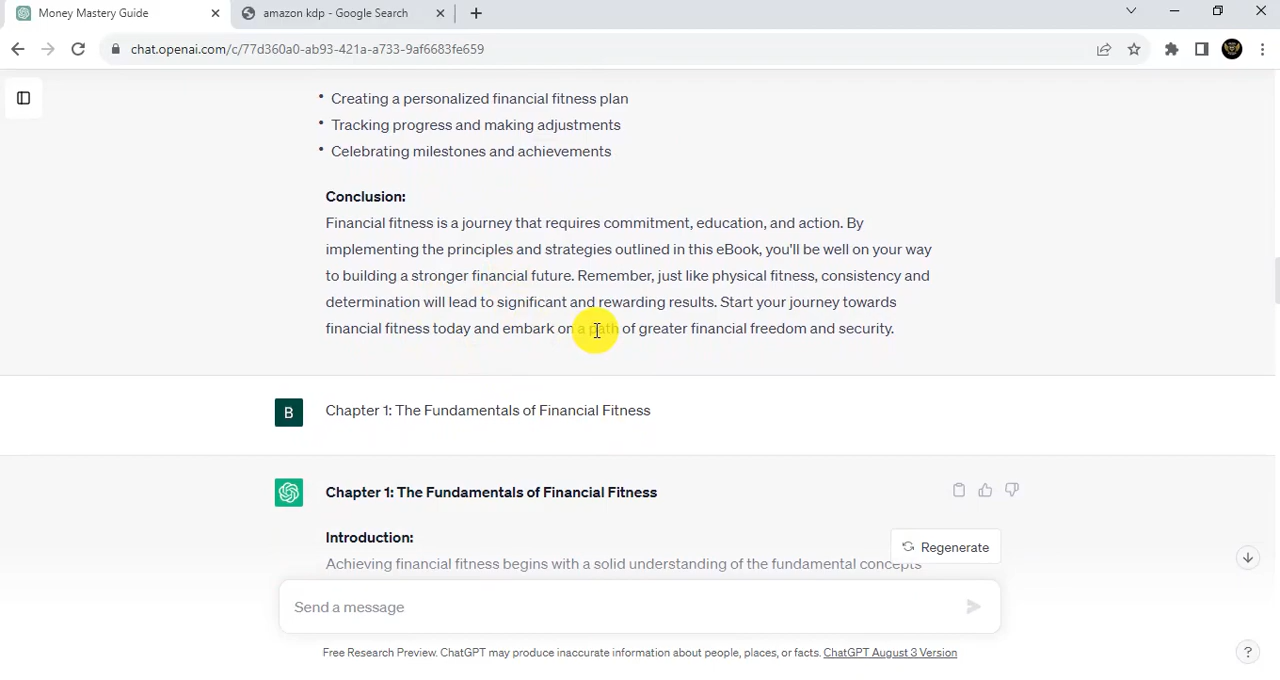 Money Mastery Guide
amazon kdp - Google Search
chat.openai.com/c/77d360a0-ab93-421a-a733-9af6683fe659
• Creating a personalized financial fitness plan
• Tracking progress and making adjustments
• Celebrating milestones and achievements
Conclusion:
Financial fitness is a journey that requires commitment, education, and action. By
implementing the principles and strategies outlined in this eBook, you'll be well on your way
to building a stronger financial future. Remember, just like physical fitness, consistency and
determination will lead to significant and rewarding results. Start your journey towards
financial fitness today and embark on a path of greater financial freedom and security.
B
Chapter 1: The Fundamentals of Financial Fitness
Chapter 1: The Fundamentals of Financial Fitness
Introduction:
Regenerate
Achieving financial fitness begins with a solid understanding of the fundamental concepts
Send a message
Free Research Preview. ChatGPT may produce inaccurate information about people, places, or facts. ChatGPT August 3 Version
?